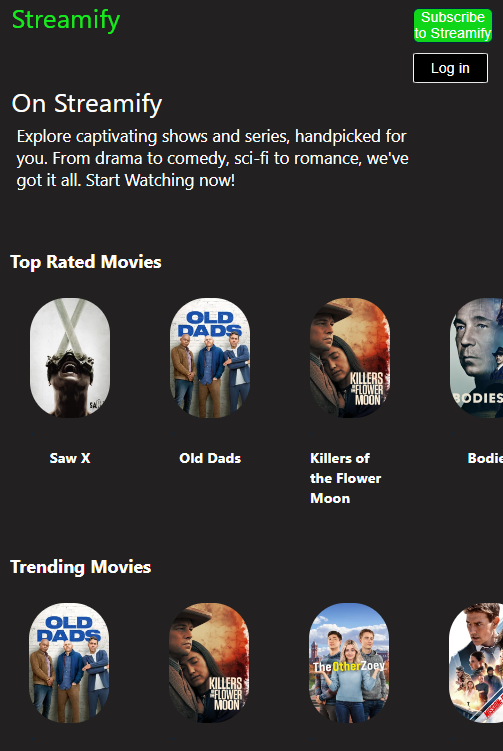 Streamify
Subscribe
to Streamify
Log in
On Streamify
Explore captivating shows and series, handpicked for
you. From drama to comedy, sci-fi to romance, we've
got it all. Start Watching now!
Top Rated Movies
OLD
DADS
KILLERS
OF THE FLOWER
MOON
BODIES
Saw X
Old Dads
Killers of
the Flower
Moon
Bodie
Trending Movies
OLD
DADS
KILLERS
OF THE FLOWER
MOON
The Other Zoey